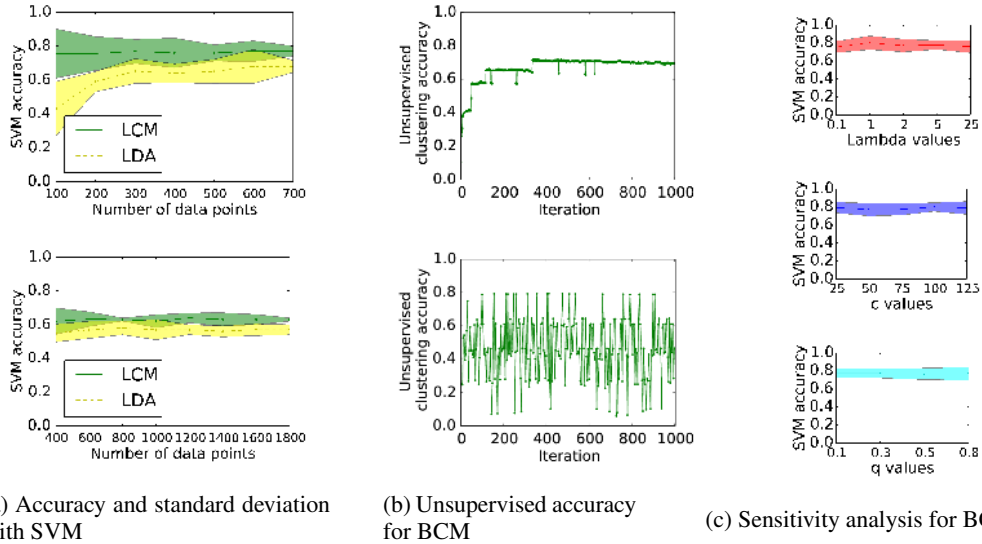 1.0
0.8
0.6
0.4
0.2
0.0
SVM accuracy
LCM
LDA
100 200 300 400 500 600 700
Number of data points
1.0
0.8
0.6
0.4
0.2
0.0
SVM accuracy
LCM
LDA
400 600 800 1000 1200 1400 1600 1800
Number of data points
(a) Accuracy and standard deviation
with SVM
1.0
0.8
0.6
0.4
0.2
0.0
Unsupervised
clustering accuracy
0 200 400 600 800 1000
Iteration
1.0
0.8
0.6
0.4
0.2
0.0
Unsupervised
clustering accuracy
0 200 400 600 800 1000
Iteration
(b) Unsupervised accuracy
for BCM
1.0
0.8
0.6
0.4
0.2
0.0
SVM accuracy
0.1 1 2 5 25
Lambda values
1.0
0.8
0.6
0.4
0.2
0.0
SVM accuracy
25 50 75 100 125
c values
1.0
0.8
0.6
0.4
0.2
0.0
SVM accuracy
0.1 0.3 0.5 0.8
q values
(c) Sensitivity analysis for BC